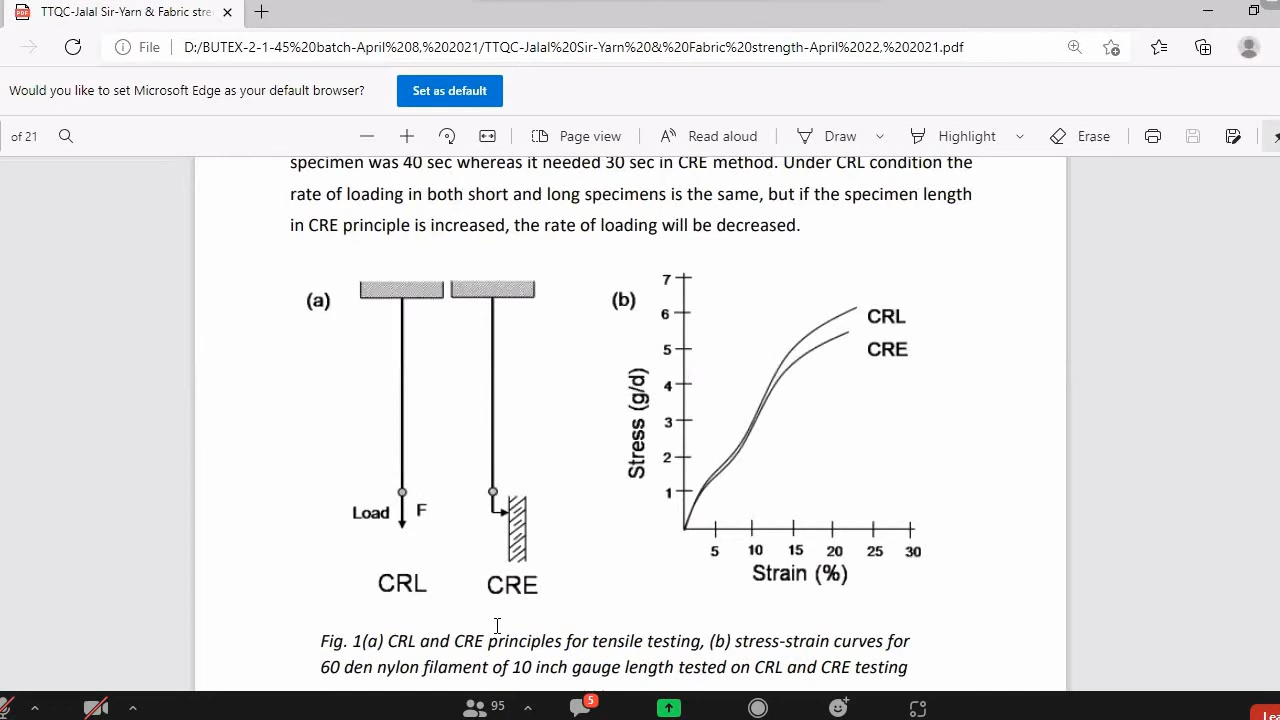 TTQC-Jalal Sir-Yarn & Fabric stre
File
D:/BUTEX-2-1-45%20batch-April%208,%202021/TTQC-Jalal%20Sir-Yarn%20&%20Fabric%20strength-April%2022,%202021.pdf
Would you like to set Microsoft Edge as your default browser?
Set as default
of 21
Page view
Read aloud
Draw
Highlight
Erase
specimen was 40 sec whereas it needed 30 sec in CRE method. Under CRL condition the
rate of loading in both short and long specimens is the same, but if the specimen length
in CRE principle is increased, the rate of loading will be decreased.
(a)
Load
F
CRL
CRE
(b)
7
6
5
4
3
2
1
Stress (g/d)
CRL
CRE
5 10 15 20 25 30
Strain (%)
Fig. 1(a) CRL and CRE principles for tensile testing, (b) stress-strain curves for
60 den nylon filament of 10 inch gauge length tested on CRL and CRE testing
95
5